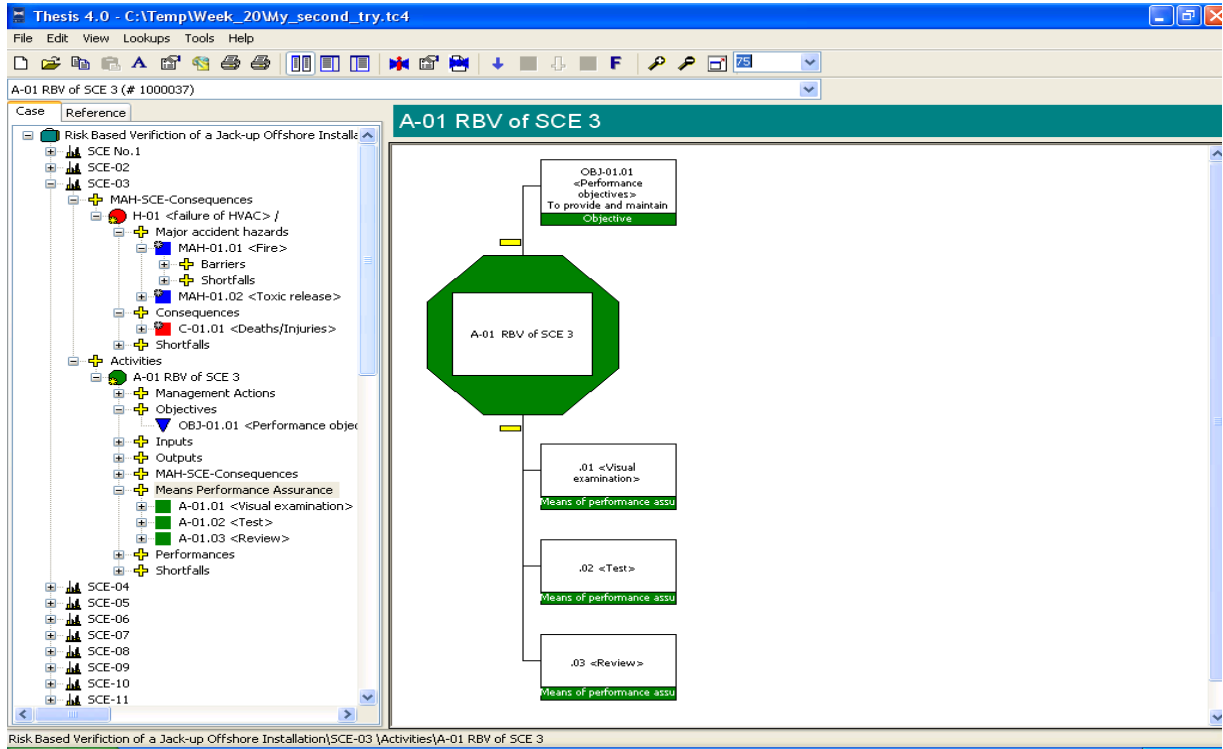 Thesis 4.0 - C:\Temp\Week_20\My_second_try.tc4
File Edit View Lookups Tools Help
75
A-01 RBV of SCE 3 (# 1000037)
Case Reference
Risk Based Verifiction of a Jack-up Offshore Installa
SCE No.1
SCE-02
SCE-03
MAH-SCE-Consequences
H-01 <failure of HVAC> /
Major accident hazards
MAH-01.01 <Fire>
Barriers
Shortfalls
MAH-01.02 <Toxic release>
Consequences
C-01.01 <Deaths/Injuries>
Shortfalls
Activities
A-01 RBV of SCE 3
Management Actions
Objectives
OBJ-01.01 <Performance objec
Inputs
Outputs
MAH-SCE-Consequences
Means Performance Assurance
A-01.01 <Visual examination>
A-01.02 <Test>
A-01.03 <Review>
Performances
Shortfalls
SCE-04
SCE-05
SCE-06
SCE-07
SCE-08
SCE-09
SCE-10
SCE-11
A-01 RBV of SCE 3
OBJ-01.01
<Performance
objectives>
To provide and maintain
Objective
A-01 RBV of SCE 3
.01 <Visual
examination>
Means of performance assu
.02 <Test>
Means of performance assu
.03 <Review>
Means of performance assu
Risk Based Verifiction of a Jack-up Offshore Installation\SCE-03 \Activities\A-01 RBV of SCE 3